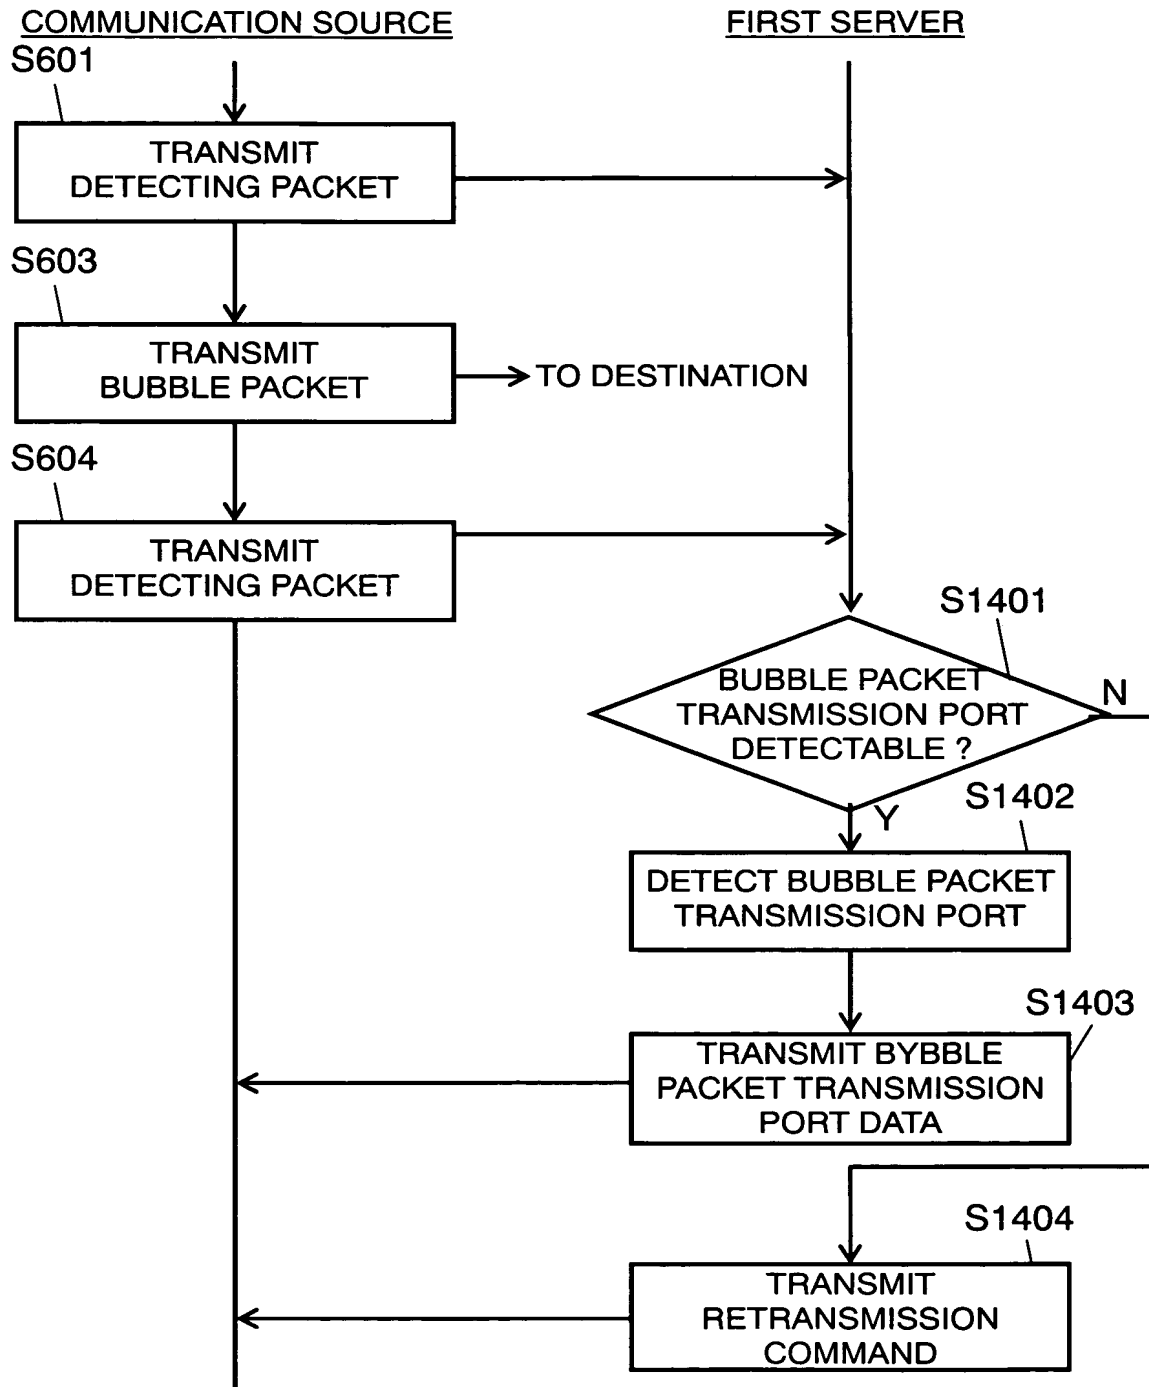 COMMUNICATION SOURCE
FIRST SERVER
S601
TRANSMIT
DETECTING PACKET
S603
TRANSMIT
BUBBLE PACKET
TO DESTINATION
S604
TRANSMIT
DETECTING PACKET
S1401
BUBBLE PACKET
TRANSMISSION PORT
DETECTABLE ?
N
Y
S1402
DETECT BUBBLE PACKET
TRANSMISSION PORT
S1403
TRANSMIT BYBBLE
PACKET TRANSMISSION
PORT DATA
S1404
TRANSMIT
RETRANSMISSION
COMMAND